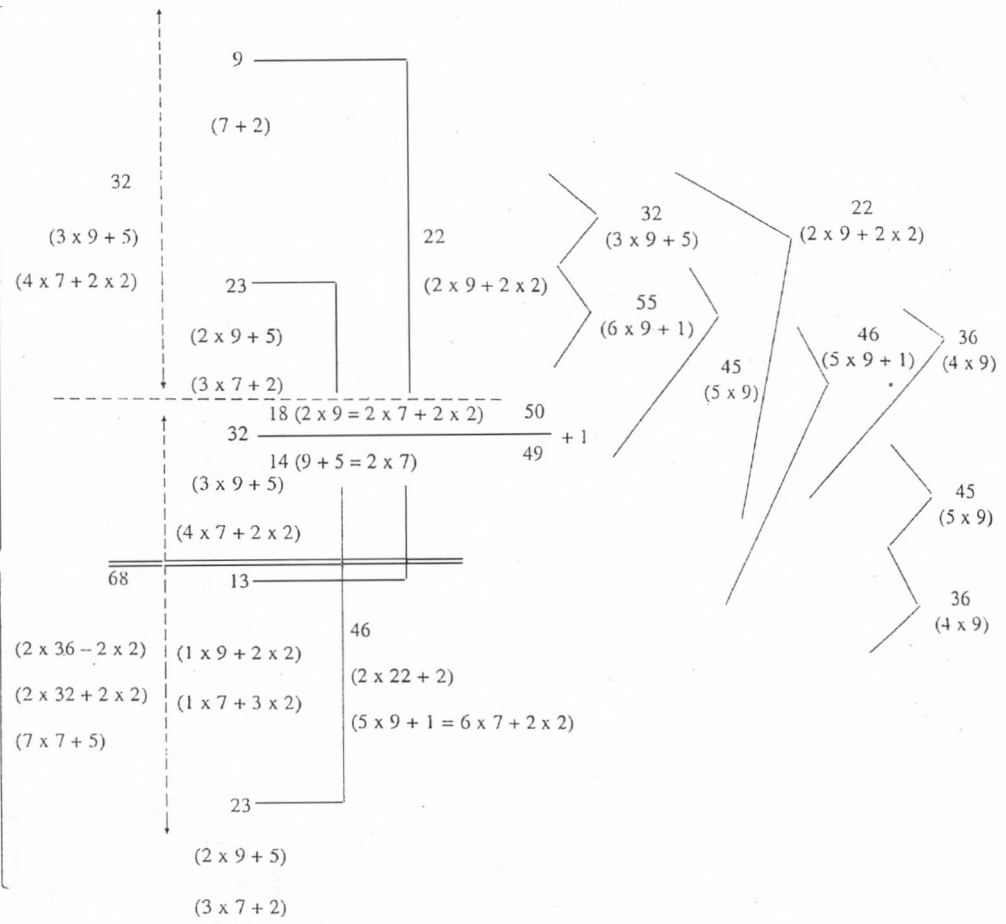 9
(7 + 2)
32
(3 x 9 + 5)
(4 x 7 + 2 x 2)
23
(2 x 9 + 5)
(3 x 7 + 2)
22
(2 x 9 + 2 x 2)
18 (2 x 9 = 2 x 7 + 2 x 2)
50
32
+ 1
14 (9 + 5 = 2 x 7)
49
(3 x 9 + 5)
(4 x 7 + 2 x 2)
68
13
(2 x 36 – 2 x 2)
(2 x 32 + 2 x 2)
(7 x 7 + 5)
(1 x 9 + 2 x 2)
(1 x 7 + 3 x 2)
46
(2 x 22 + 2)
(5 x 9 + 1 = 6 x 7 + 2 x 2)
23
(2 x 9 + 5)
(3 x 7 + 2)
32
(3 x 9 + 5)
55
(6 x 9 + 1)
22
(2 x 9 + 2 x 2)
45
(5 x 9)
46
(5 x 9 + 1)
36
(4 x 9)
45
(5 x 9)
36
(4 x 9)